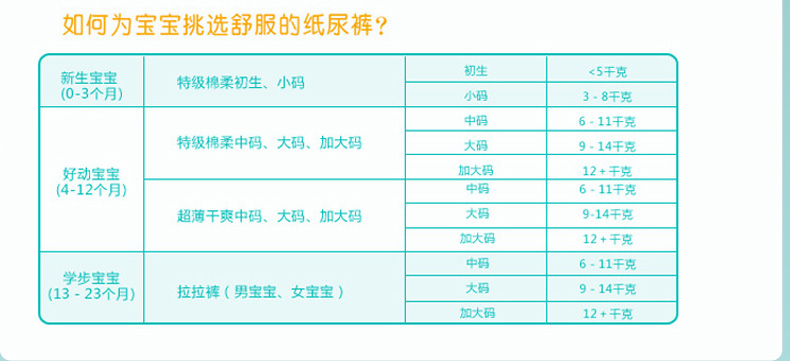 如何为宝宝挑选舒服的纸尿裤?
新生宝宝
(0-3个月)
特级棉柔初生、小码
初生
<5千克
小码
3 - 8千克
好动宝宝
(4-12个月)
特级棉柔中码、大码、加大码
中码
6 - 11千克
大码
9 - 14千克
加大码
12 + 千克
超薄干爽中码、大码、加大码
中码
6 - 11千克
大码
9-14千克
加大码
12 + 千克
学步宝宝
(13 - 23个月)
拉拉裤 ( 男宝宝、女宝宝 )
中码
6 - 11千克
大码
9 - 14千克
加大码
12 + 千克